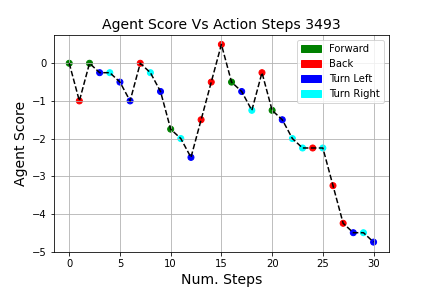 Agent Score Vs Action Steps 3493
Forward
Back
Turn Left
Turn Right
0
−1
−2
−3
−4
−5
Agent Score
0 5 10 15 20 25 30
Num. Steps